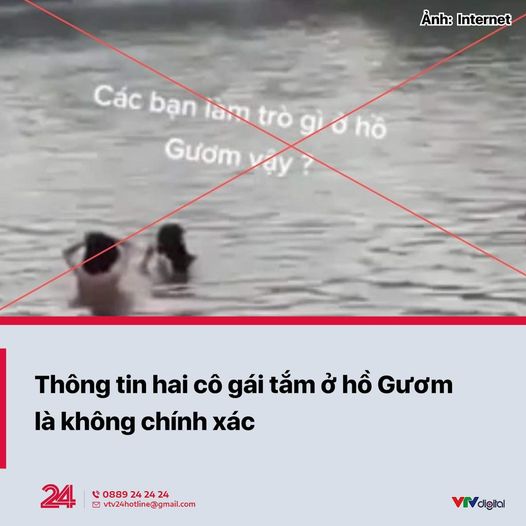 Ảnh: Internet
Các bạn làm trò gì ở hồ
Gươm vậy ?
Thông tin hai cô gái tắm ở hồ Gươm
là không chính xác
24
0889 24 24 24
vtv24hotline@gmail.com
VTVdigital